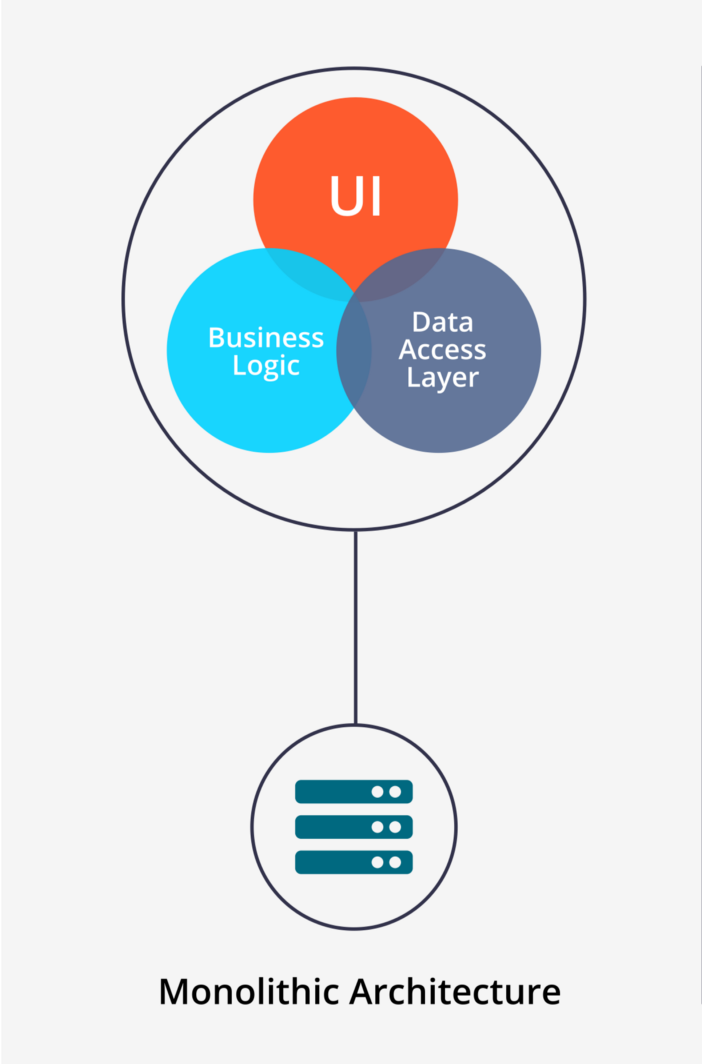 UI
Business
Logic
Data
Access
Layer
Monolithic Architecture